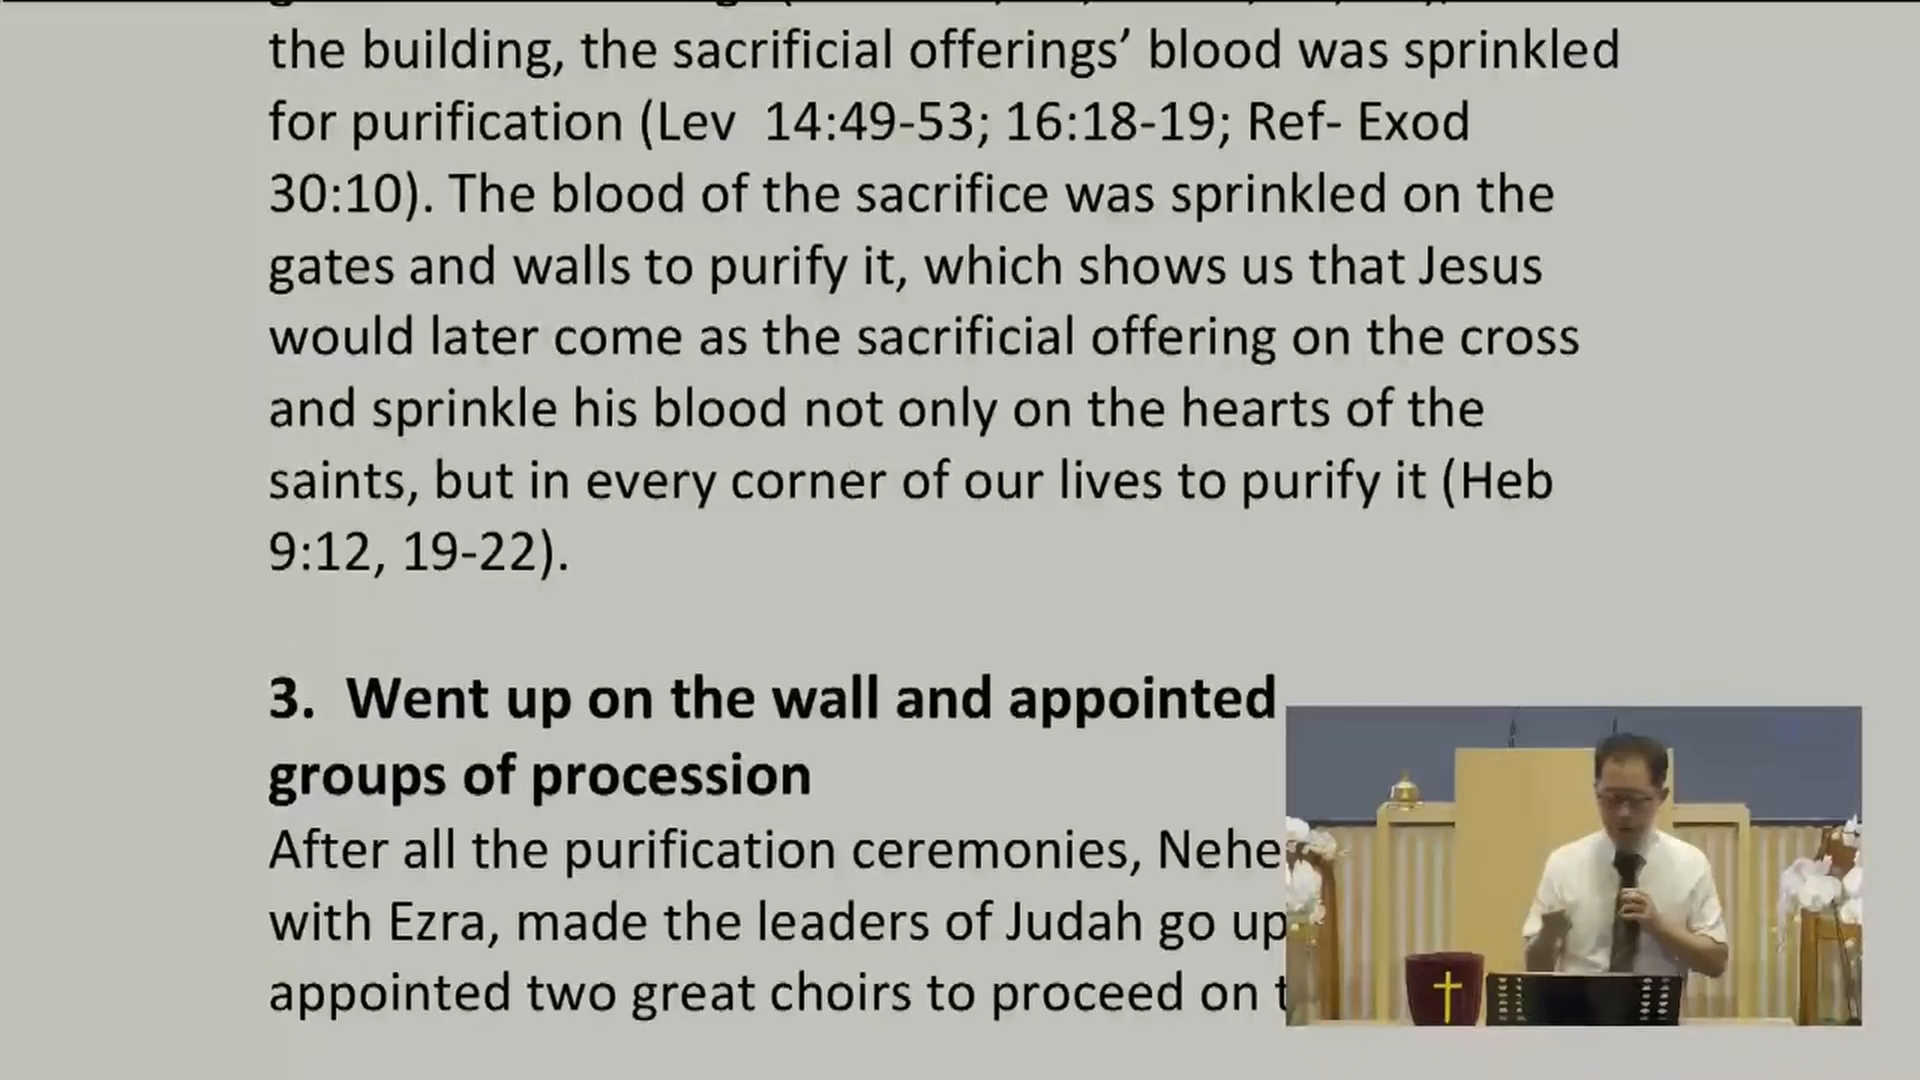 the building, the sacrificial offerings’ blood was sprinkled
for purification (Lev  14:49-53; 16:18-19; Ref- Exod
30:10). The blood of the sacrifice was sprinkled on the
gates and walls to purify it, which shows us that Jesus
would later come as the sacrificial offering on the cross
and sprinkle his blood not only on the hearts of the
saints, but in every corner of our lives to purify it (Heb
9:12, 19-22).
3.  Went up on the wall and appointed
groups of procession
After all the purification ceremonies, Nehe
with Ezra, made the leaders of Judah go up
appointed two great choirs to proceed on